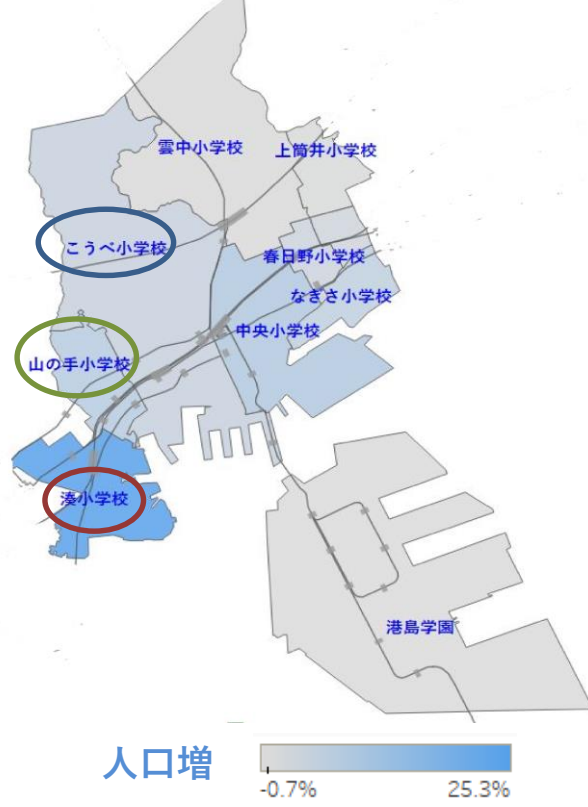 雲中小学校
上筒井小学校
こうべ小学校
春日野小学校
なぎさ小学校
中央小学校
山の手小学校
湊小学校
港島学園
人口増
-0.7%
25.3%